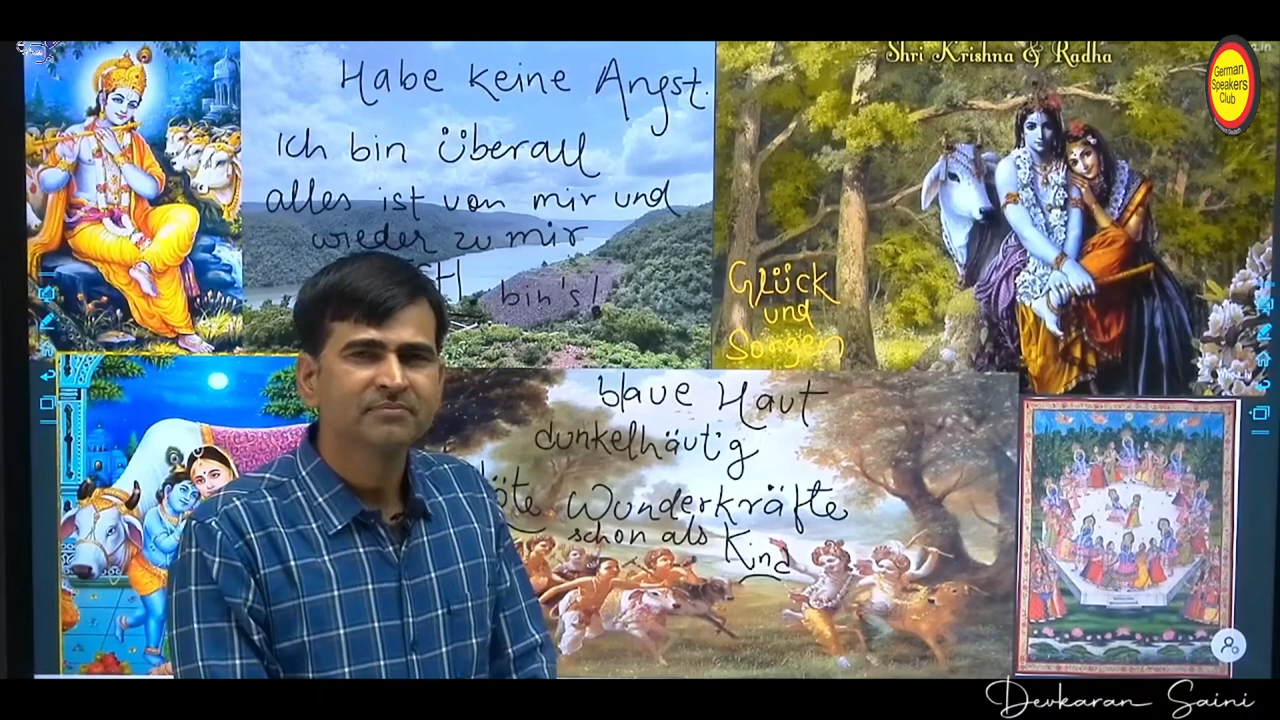 Shri Krishna & Radha
German
Speakers
Club
Habe keine Angst.
Ich bin überall
alles ist von mir und
wieder zu mir
bin's!
Glück
und
Sorgen
blaue Haut
dunkelhäutig
Wunderkräfte
schon als Kind
Devkaran Saini